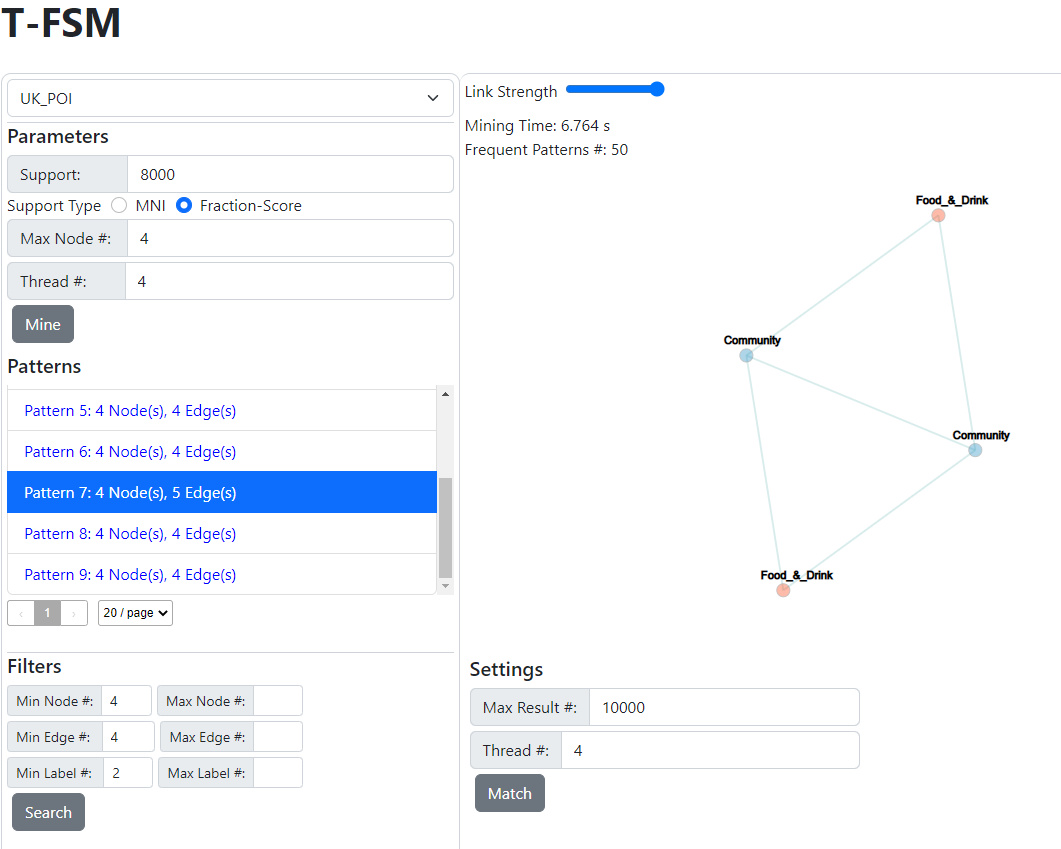 T-FSM
UK_POI
Parameters
Support: 8000
Support Type MNI Fraction-Score
Max Node #: 4
Thread #: 4
Mine
Patterns
Pattern 5: 4 Node(s), 4 Edge(s)
Pattern 6: 4 Node(s), 4 Edge(s)
Pattern 7: 4 Node(s), 5 Edge(s)
Pattern 8: 4 Node(s), 4 Edge(s)
Pattern 9: 4 Node(s), 4 Edge(s)
‹ 1 › 20 / page
Filters
Min Node #: 4 Max Node #:
Min Edge #: 4 Max Edge #:
Min Label #: 2 Max Label #:
Search
Link Strength
Mining Time: 6.764 s
Frequent Patterns #: 50
Food_&_Drink
Community
Community
Food_&_Drink
Settings
Max Result #: 10000
Thread #: 4
Match